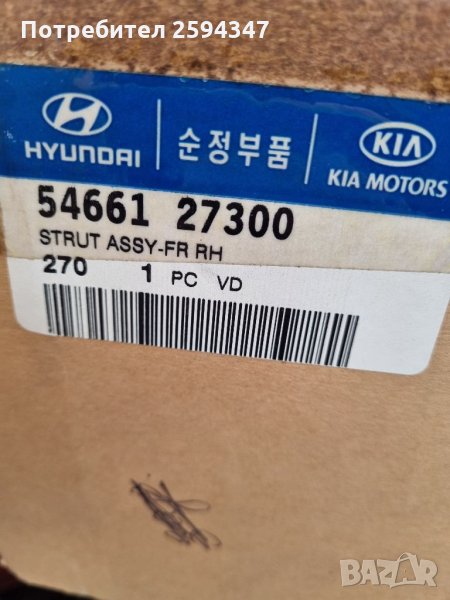 Потребител 2594347
HYUNDAI
순정부품
KIA
KIA MOTORS
54661 27300
STRUT ASSY-FR RH
270 1 PC VD
BAZAR